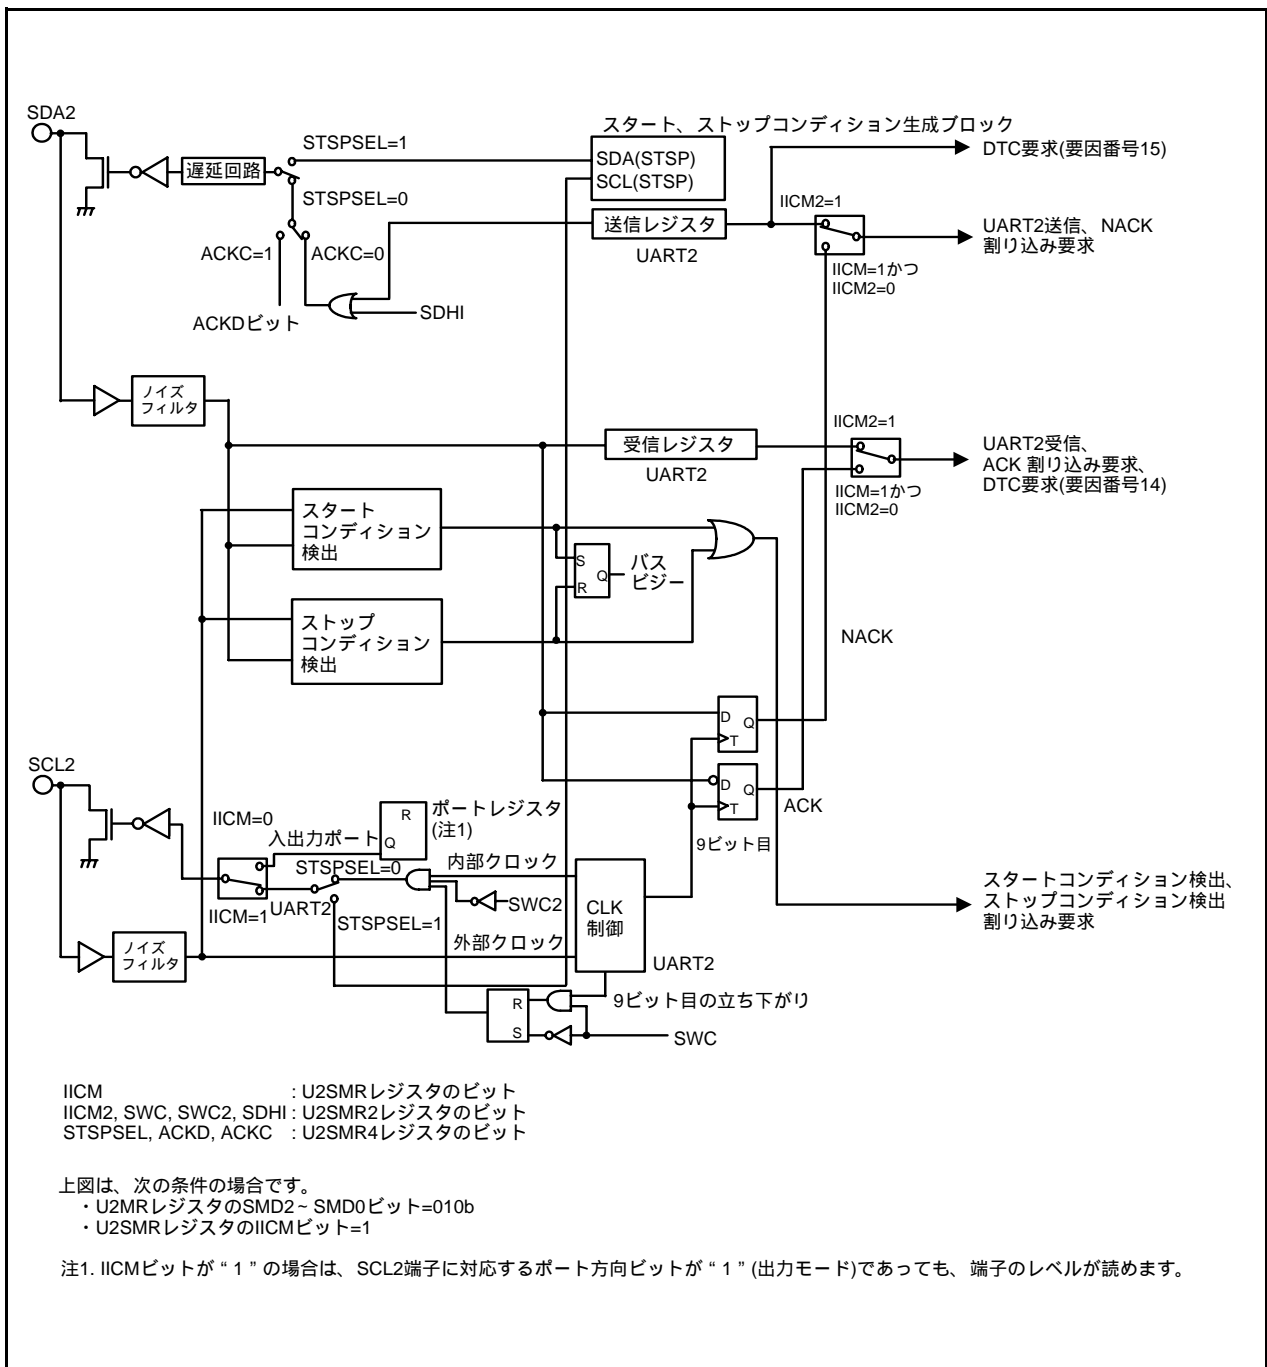 SDA2
スタート、ストップコンディション生成ブロック
STSPSEL=1
SDA(STSP)
SCL(STSP)
DTC要求(要因番号15)
遅延回路
STSPSEL=0
IICM2=1
送信レジスタ
UART2
UART2送信、NACK
割り込み要求
ACKC=1
ACKC=0
IICM=1かつ
IICM2=0
ACKDビット
SDHI
ノイズ
フィルタ
IICM2=1
受信レジスタ
UART2
UART2受信、
ACK 割り込み要求、
DTC要求(要因番号14)
IICM=1かつ
IICM2=0
スタート
コンディション
検出
S
R
Q
バス
ビジー
ストップ
コンディション
検出
NACK
D
Q
T
SCL2
D
Q
T
ACK
9ビット目
IICM=0
入出力ポート
R
Q
ポートレジスタ
(注1)
STSPSEL=0
内部クロック
IICM=1
UART2
SWC2
STSPSEL=1
CLK
制御
外部クロック
UART2
スタートコンディション検出、
ストップコンディション検出
割り込み要求
ノイズ
フィルタ
R
S
9ビット目の立ち下がり
SWC
IICM : U2SMRレジスタのビット
IICM2, SWC, SWC2, SDHI : U2SMR2レジスタのビット
STSPSEL, ACKD, ACKC : U2SMR4レジスタのビット
上図は、次の条件の場合です。
・U2MRレジスタのSMD2~SMD0ビット=010b
・U2SMRレジスタのIICMビット=1
注1. IICMビットが“1”の場合は、SCL2端子に対応するポート方向ビットが“1”(出力モード)であっても、端子のレベルが読めます。